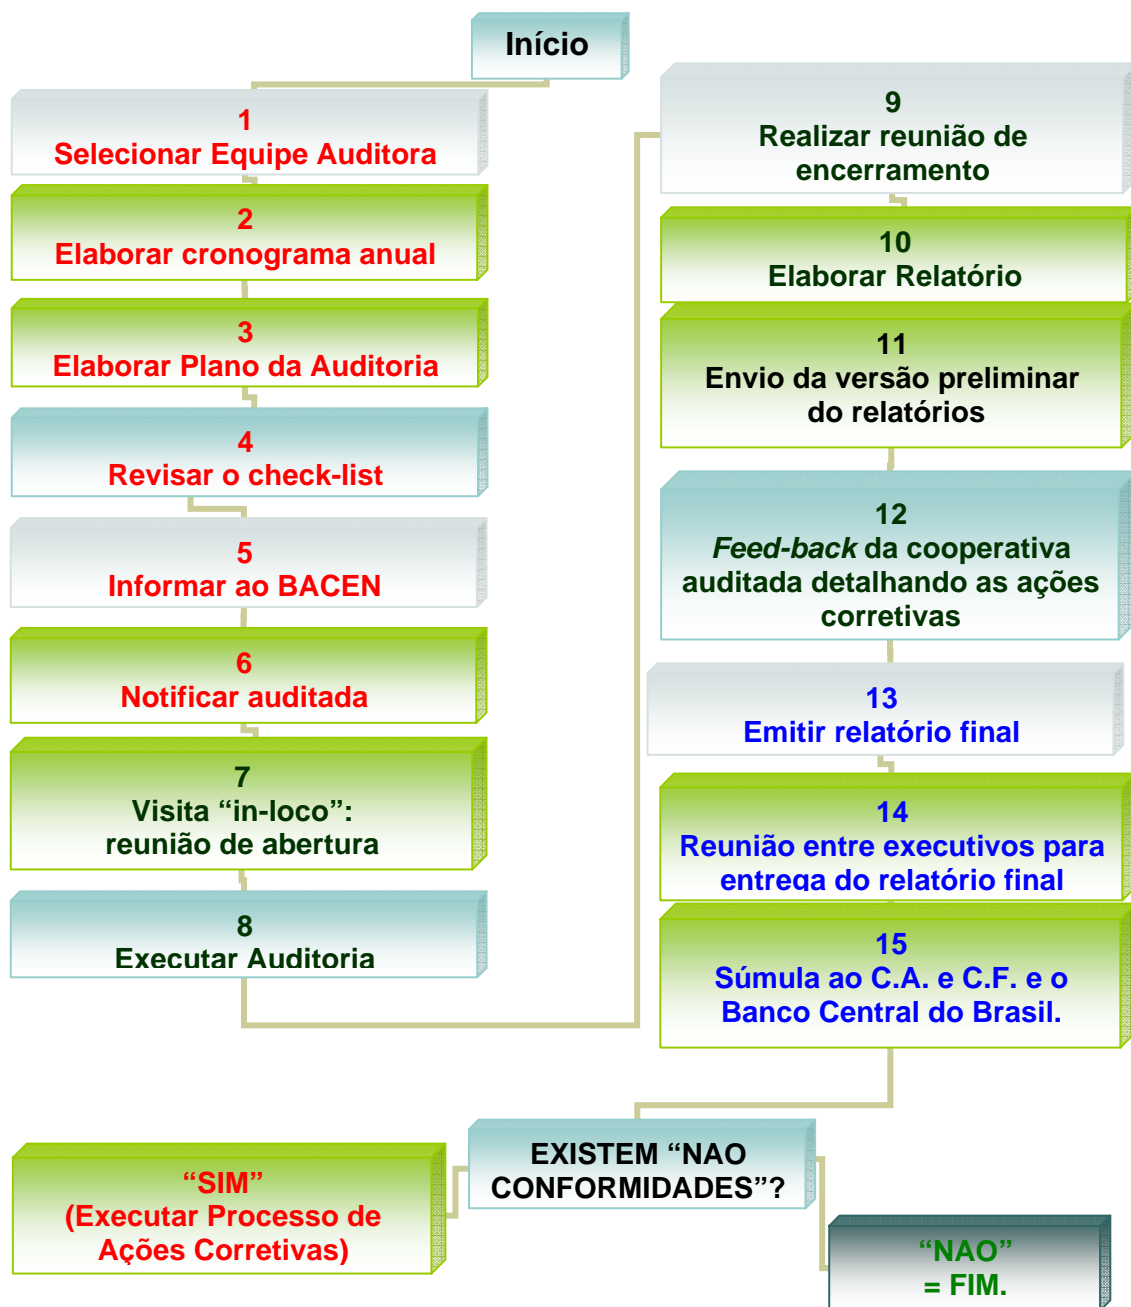 Início
1
Selecionar Equipe Auditora
2
Elaborar cronograma anual
3
Elaborar Plano da Auditoria
4
Revisar o check-list
5
Informar ao BACEN
6
Notificar auditada
7
Visita “in-loco”:
reunião de abertura
8
Executar Auditoria
9
Realizar reunião de
encerramento
10
Elaborar Relatório
11
Envio da versão preliminar
do relatórios
12
Feed-back da cooperativa
auditada detalhando as ações
corretivas
13
Emitir relatório final
14
Reunião entre executivos para
entrega do relatório final
15
Súmula ao C.A. e C.F. e o
Banco Central do Brasil.
EXISTEM “NAO
CONFORMIDADES”?
“SIM”
(Executar Processo de
Ações Corretivas)
“NAO”
= FIM.